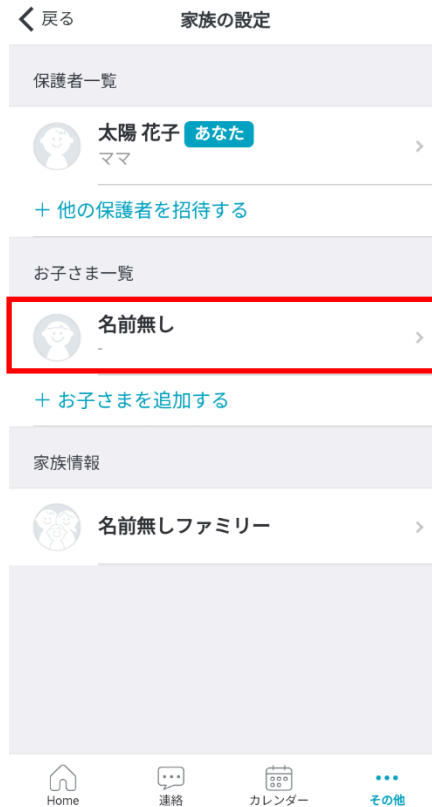 戻る 家族の設定
保護者一覧
太陽 花子 あなた
ママ
＋ 他の保護者を招待する
お子さま一覧
名前無し
-
＋ お子さまを追加する
家族情報
名前無しファミリー
Home 連絡 カレンダー その他